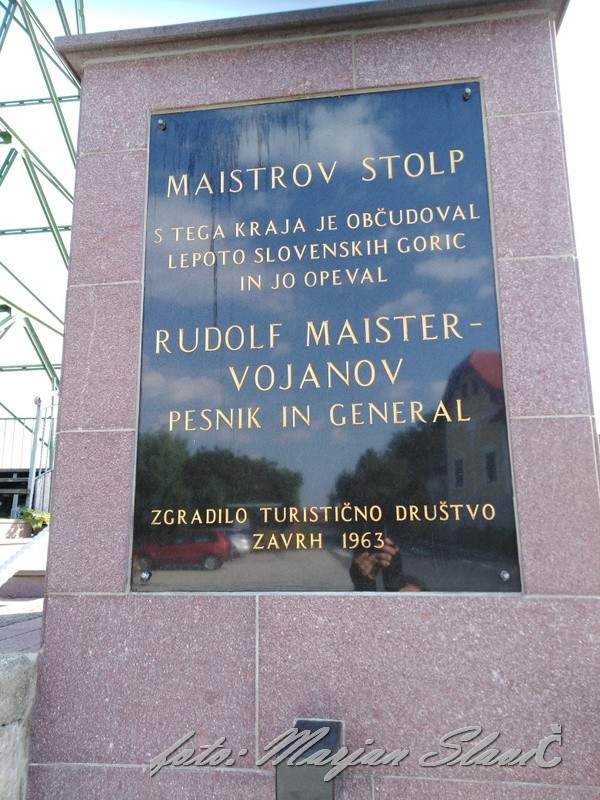 MAISTROV STOLP
S TEGA KRAJA JE OBČUDOVAL
LEPOTO SLOVENSKIH GORIC
IN JO OPEVAL
RUDOLF MAISTER-
VOJANOV
PESNIK IN GENERAL
ZGRADILO TURISTIČNO DRUŠTVO
ZAVRH 1963
foto: Marjan Slavič